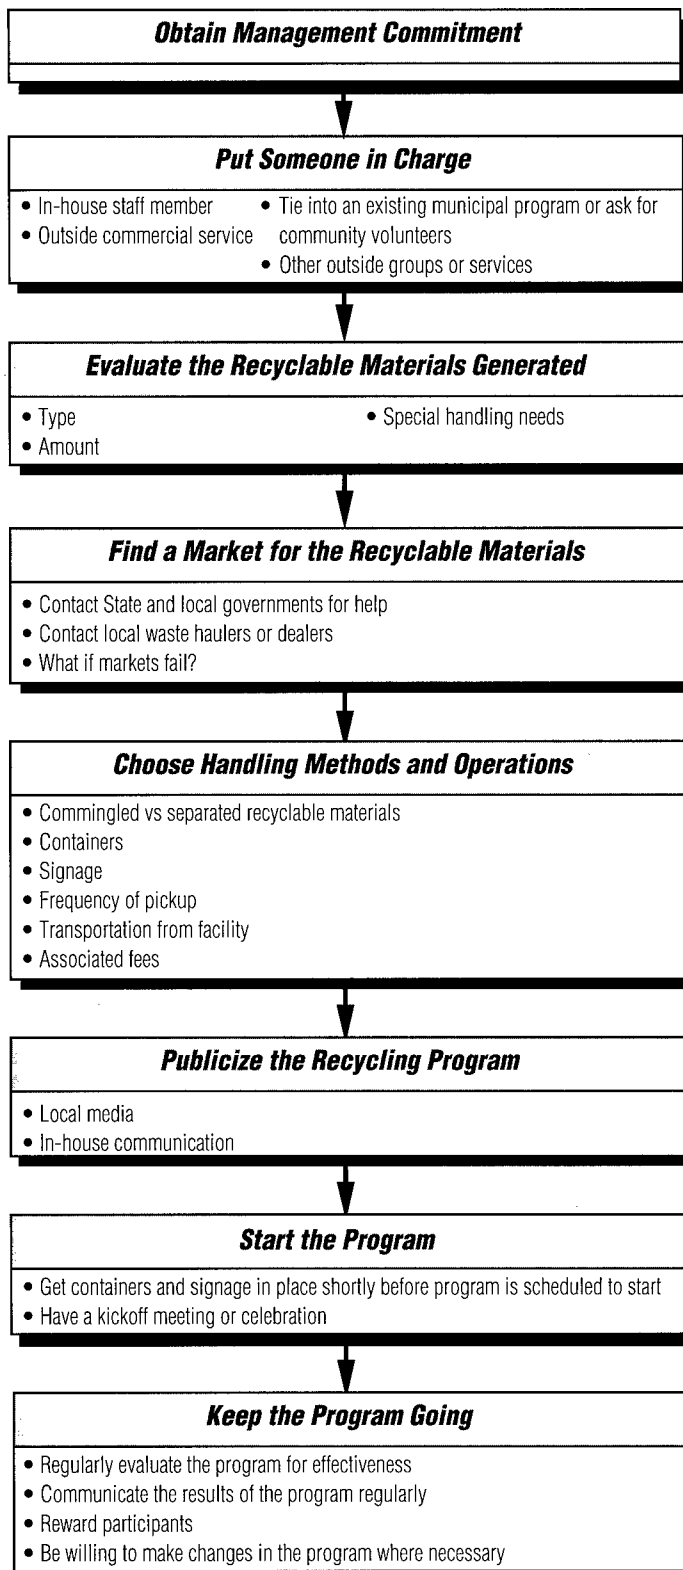 Obtain Management Commitment
Put Someone in Charge
• In-house staff member
• Outside commercial service
• Tie into an existing municipal program or ask for
community volunteers
• Other outside groups or services
Evaluate the Recyclable Materials Generated
• Type
• Amount
• Special handling needs
Find a Market for the Recyclable Materials
• Contact State and local governments for help
• Contact local waste haulers or dealers
• What if markets fail?
Choose Handling Methods and Operations
• Commingled vs separated recyclable materials
• Containers
• Signage
• Frequency of pickup
• Transportation from facility
• Associated fees
Publicize the Recycling Program
• Local media
• In-house communication
Start the Program
• Get containers and signage in place shortly before program is scheduled to start
• Have a kickoff meeting or celebration
Keep the Program Going
• Regularly evaluate the program for effectiveness
• Communicate the results of the program regularly
• Reward participants
• Be willing to make changes in the program where necessary